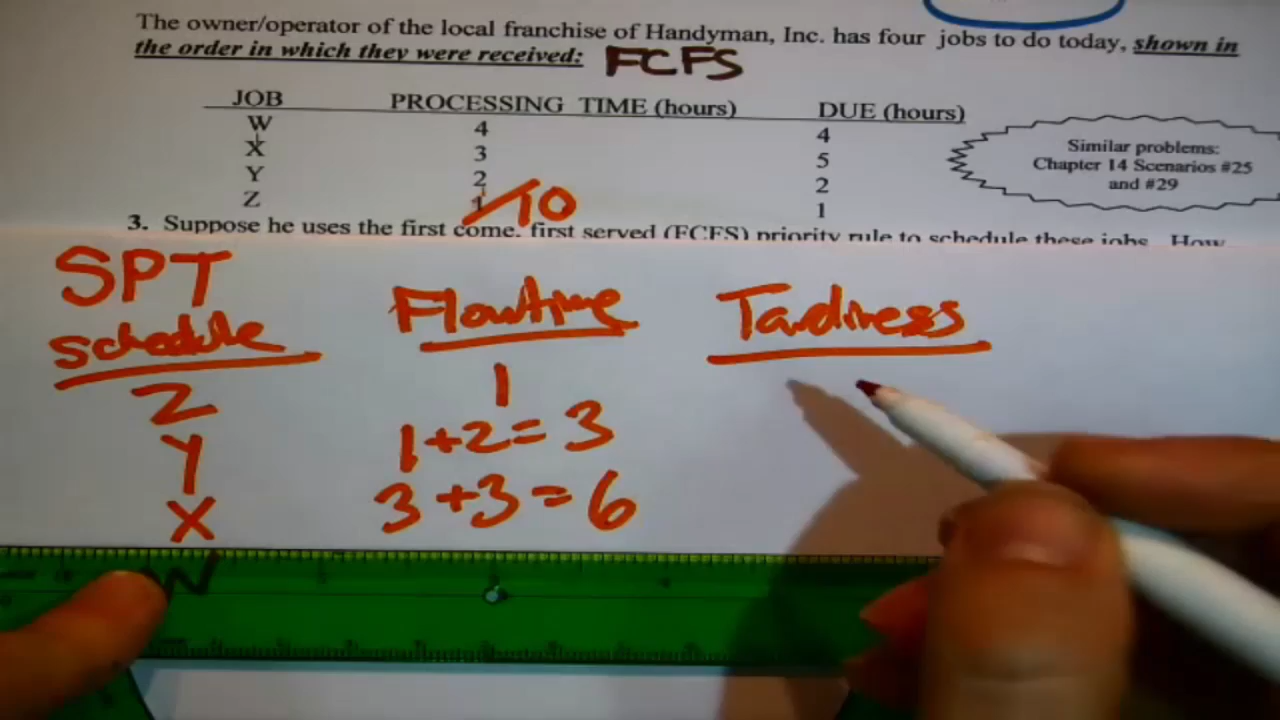 The owner/operator of the local franchise of Handyman, Inc. has four jobs to do today, shown in
the order in which they were received: FCFS
JOB PROCESSING TIME (hours) DUE (hours)
W 4 4
X 3 5
Y 2 2
Z 1 1
10
Similar problems:
Chapter 14 Scenarios #25
and #29
3. Suppose he uses the first come, first served (FCFS) priority rule to schedule these jobs. How
SPT
schedule Flowtime Tardiness
Z 1
Y 1+2=3
X 3+3=6
W